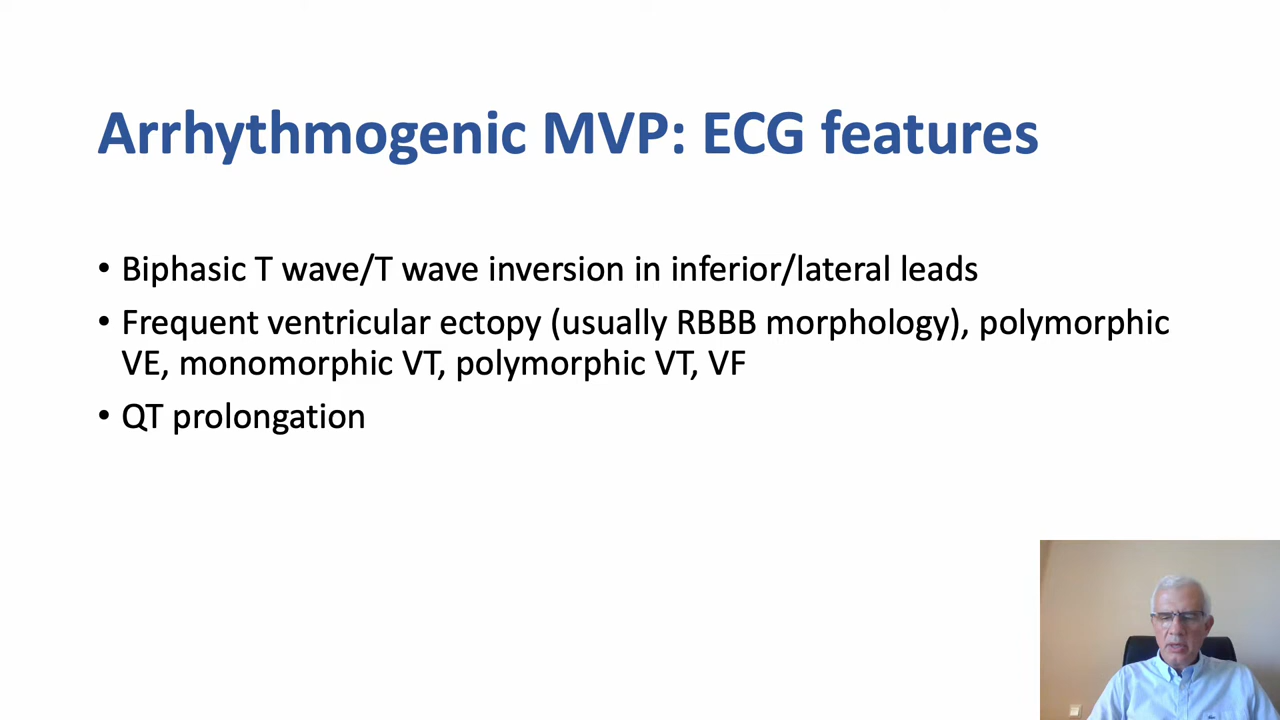 Arrhythmogenic MVP: ECG features
• Biphasic T wave/T wave inversion in inferior/lateral leads
• Frequent ventricular ectopy (usually RBBB morphology), polymorphic
VE, monomorphic VT, polymorphic VT, VF
• QT prolongation